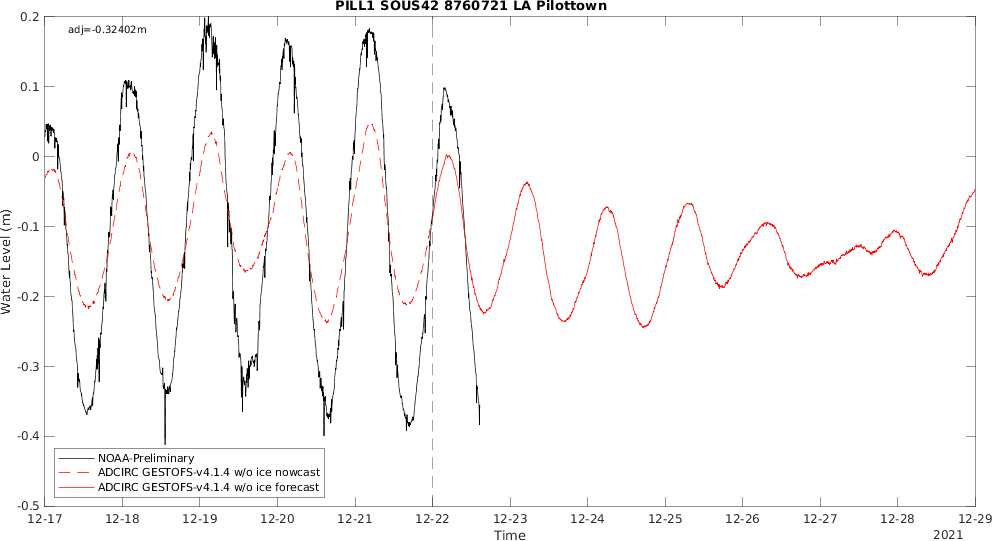 PILL1 SOUS42 8760721 LA Pilottown
adj=-0.32402m
0.2
0.1
0
-0.1
-0.2
-0.3
-0.4
-0.5
Water Level (m)
NOAA-Preliminary
ADCIRC GESTOFS-v4.1.4 w/o ice nowcast
ADCIRC GESTOFS-v4.1.4 w/o ice forecast
12-17 12-18 12-19 12-20 12-21 12-22 12-23 12-24 12-25 12-26 12-27 12-28 12-29
Time
2021